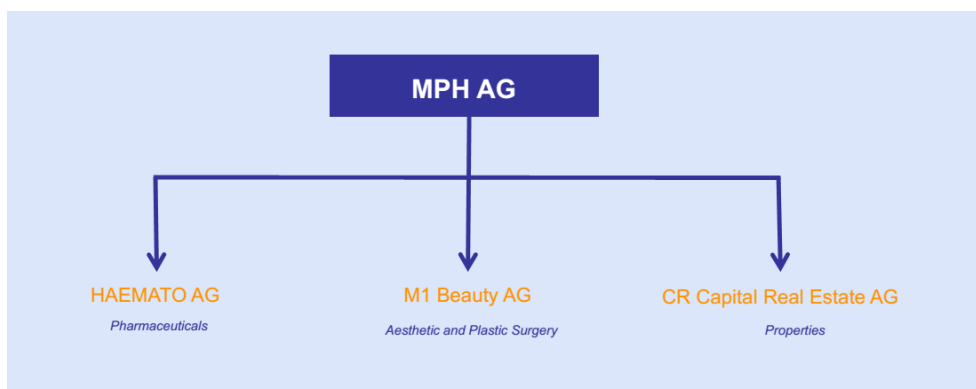 MPH AG
HAEMATO AG
Pharmaceuticals
M1 Beauty AG
Aesthetic and Plastic Surgery
CR Capital Real Estate AG
Properties